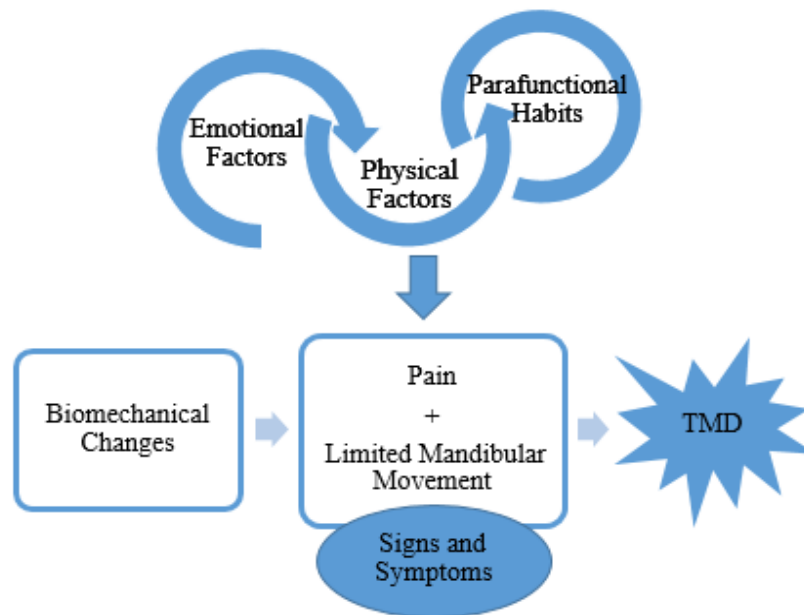 Emotional
Factors
Physical
Factors
Parafunctional
Habits
Biomechanical
Changes
Pain
+
Limited Mandibular
Movement
Signs and
Symptoms
TMD